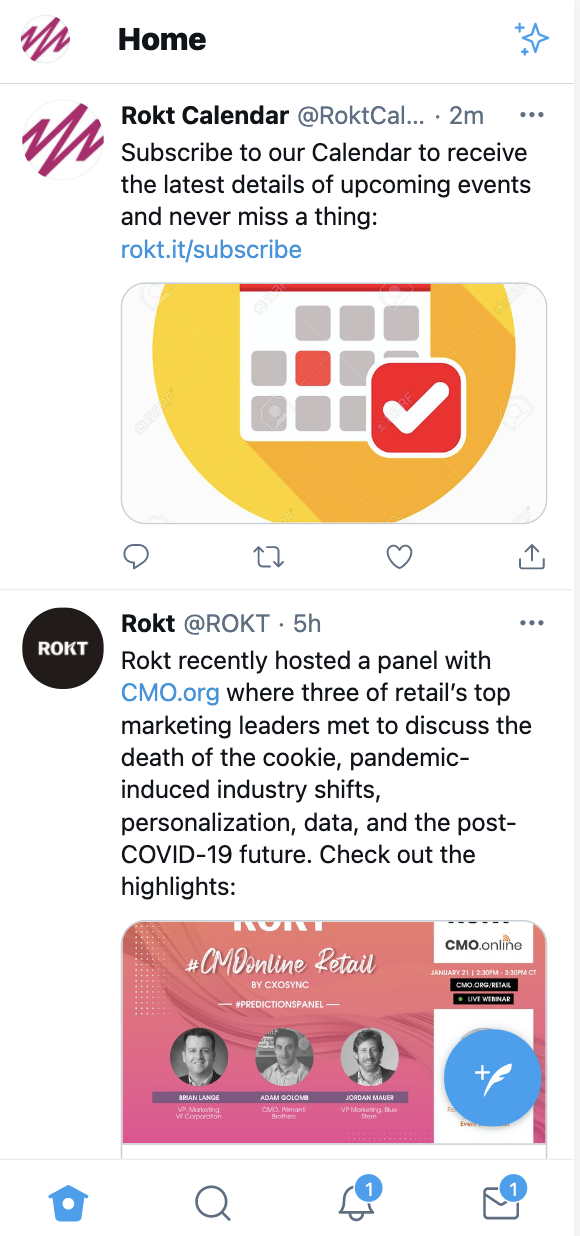 Home
Rokt Calendar @RoktCal... · 2m
Subscribe to our Calendar to receive
the latest details of upcoming events
and never miss a thing:
rokt.it/subscribe
ROKT
Rokt @ROKT · 5h
Rokt recently hosted a panel with
CMO.org where three of retail's top
marketing leaders met to discuss the
death of the cookie, pandemic-
induced industry shifts,
personalization, data, and the post-
COVID-19 future. Check out the
highlights:
ROKT
#CMOonline Retail
BY CXOSYNC
#PREDICTIONSPANEL
BRIAN LANGE
VP, Marketing
VF Corporation
ADAM GOLOMB
CMO, Primanti
Brothers
JORDAN MAUER
VP Marketing, Blue
Stem
CMO.online
JANUARY 21 | 2:30PM - 3:30PM CT
CMO.ORG/RETAIL
LIVE WEBINAR
1
1